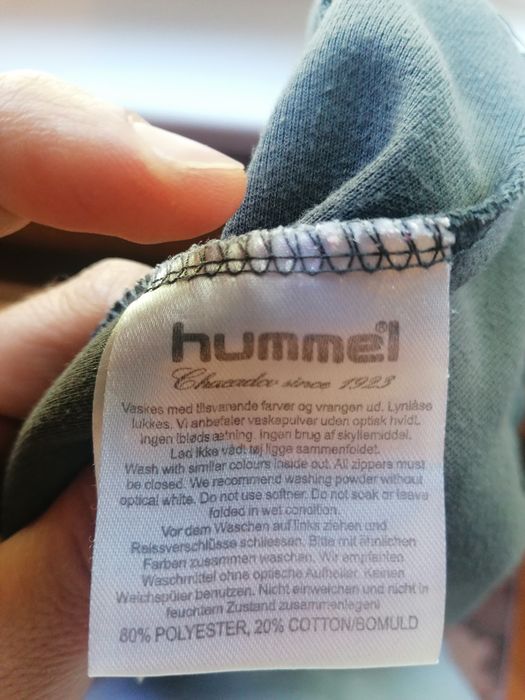 hummel®
Character since 1923
Vaskes med tilsvarende farver og vrangen ud. Lynlåse
lukkes. Vi anbefaler vaskepulver uden optisk hvidt.
Ingen iblødsætning. Ingen brug af skyllemiddel.
Lad ikke vådt tøj ligge sammenfoldet.
Wash with similar colours inside out. All zippers must
be closed. We recommend washing powder without
optical white. Do not use softner. Do not soak or leave
folded in wet condition.
Vor dem Waschen auf links ziehen und
Reissverschlüsse schliessen. Bitte mit ähnlichen
Farben zusammen waschen. Wir empfehlen
Waschmittel ohne optische Aufheller. Keinen
Weichspüler benutzen. Nicht einweichen und nicht in
feuchtem Zustand zusammenlegen!
80% POLYESTER, 20% COTTON/BOMULD